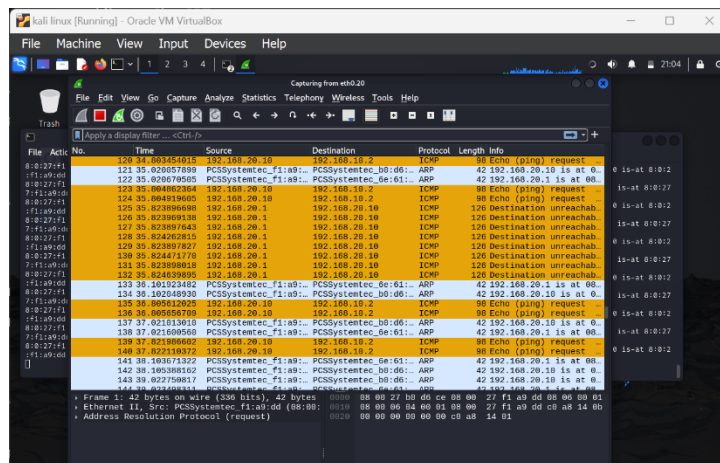 kali linux [Running] - Oracle VM VirtualBox
File Machine View Input Devices Help
1 2 3 4 21:04
Trash
Capturing from eth0.20
File Edit View Go Capture Analyze Statistics Telephony Wireless Tools Help
Apply a display filter ... <Ctrl-/>
File Actic
No. Time Source Destination Protocol Length Info
120 34.803454015 192.168.20.10 192.168.10.2 ICMP 98 Echo (ping) request
121 35.020057899 PCSSystemtec_f1:a9:… PCSSystemtec_b0:d6:… ARP 42 192.168.20.10 is at 0…
122 35.020670505 PCSSystemtec_f1:a9:… PCSSystemtec_6e:61:… ARP 42 192.168.20.1 is at 08…
123 35.804862364 192.168.20.10 192.168.10.2 ICMP 98 Echo (ping) request …
124 35.804919605 192.168.20.10 192.168.10.2 ICMP 98 Echo (ping) request …
125 35.823898688 192.168.20.1 192.168.20.10 ICMP 126 Destination unreachab…
126 35.823969138 192.168.20.1 192.168.20.10 ICMP 126 Destination unreachab…
127 35.823897643 192.168.20.1 192.168.20.10 ICMP 126 Destination unreachab…
128 35.824262815 192.168.20.1 192.168.20.10 ICMP 126 Destination unreachab…
129 35.823897827 192.168.20.1 192.168.20.10 ICMP 126 Destination unreachab…
130 35.824471770 192.168.20.1 192.168.20.10 ICMP 126 Destination unreachab…
131 35.823898018 192.168.20.1 192.168.20.10 ICMP 126 Destination unreachab…
132 35.824639895 192.168.20.1 192.168.20.10 ICMP 126 Destination unreachab…
133 36.101923482 PCSSystemtec_f1:a9:… PCSSystemtec_6e:61:… ARP 42 192.168.20.1 is at 08…
134 36.102048930 PCSSystemtec_f1:a9:… PCSSystemtec_b0:d6:… ARP 42 192.168.20.10 is at 0…
135 36.805612025 192.168.20.10 192.168.10.2 ICMP 98 Echo (ping) request …
136 36.805656709 192.168.20.10 192.168.10.2 ICMP 98 Echo (ping) request …
137 37.021013010 PCSSystemtec_f1:a9:… PCSSystemtec_b0:d6:… ARP 42 192.168.20.10 is at 0…
138 37.021600560 PCSSystemtec_f1:a9:… PCSSystemtec_6e:61:… ARP 42 192.168.20.1 is at 08…
139 37.821986602 192.168.20.10 192.168.10.2 ICMP 98 Echo (ping) request …
140 37.822110372 192.168.20.10 192.168.10.2 ICMP 98 Echo (ping) request …
141 38.103671322 PCSSystemtec_f1:a9:… PCSSystemtec_6e:61:… ARP 42 192.168.20.1 is at 08…
142 38.105388162 PCSSystemtec_f1:a9:… PCSSystemtec_b0:d6:… ARP 42 192.168.20.10 is at 0…
143 39.022750817 PCSSystemtec_f1:a9:… PCSSystemtec_b0:d6:… ARP 42 192.168.20.10 is at 0…
Frame 1: 42 bytes on wire (336 bits), 42 bytes
Ethernet II, Src: PCSSystemtec_f1:a9:dd (08:00:
Address Resolution Protocol (request)
0000 08 00 27 b0 d6 ce 08 00 27 f1 a9 dd 08 06 00 01
0010 08 00 06 04 00 01 08 00 27 f1 a9 dd c0 a8 14 0b
0020 00 00 00 00 00 00 c0 a8 14 01